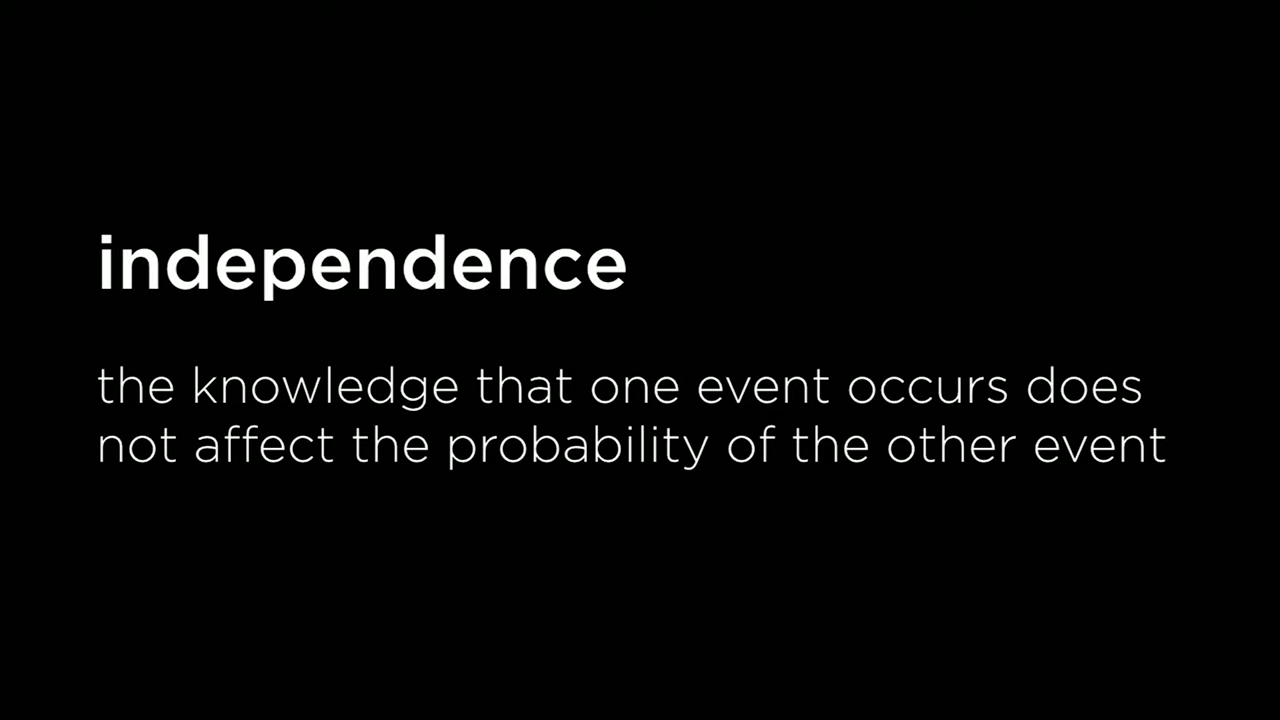 independence
the knowledge that one event occurs does
not affect the probability of the other event